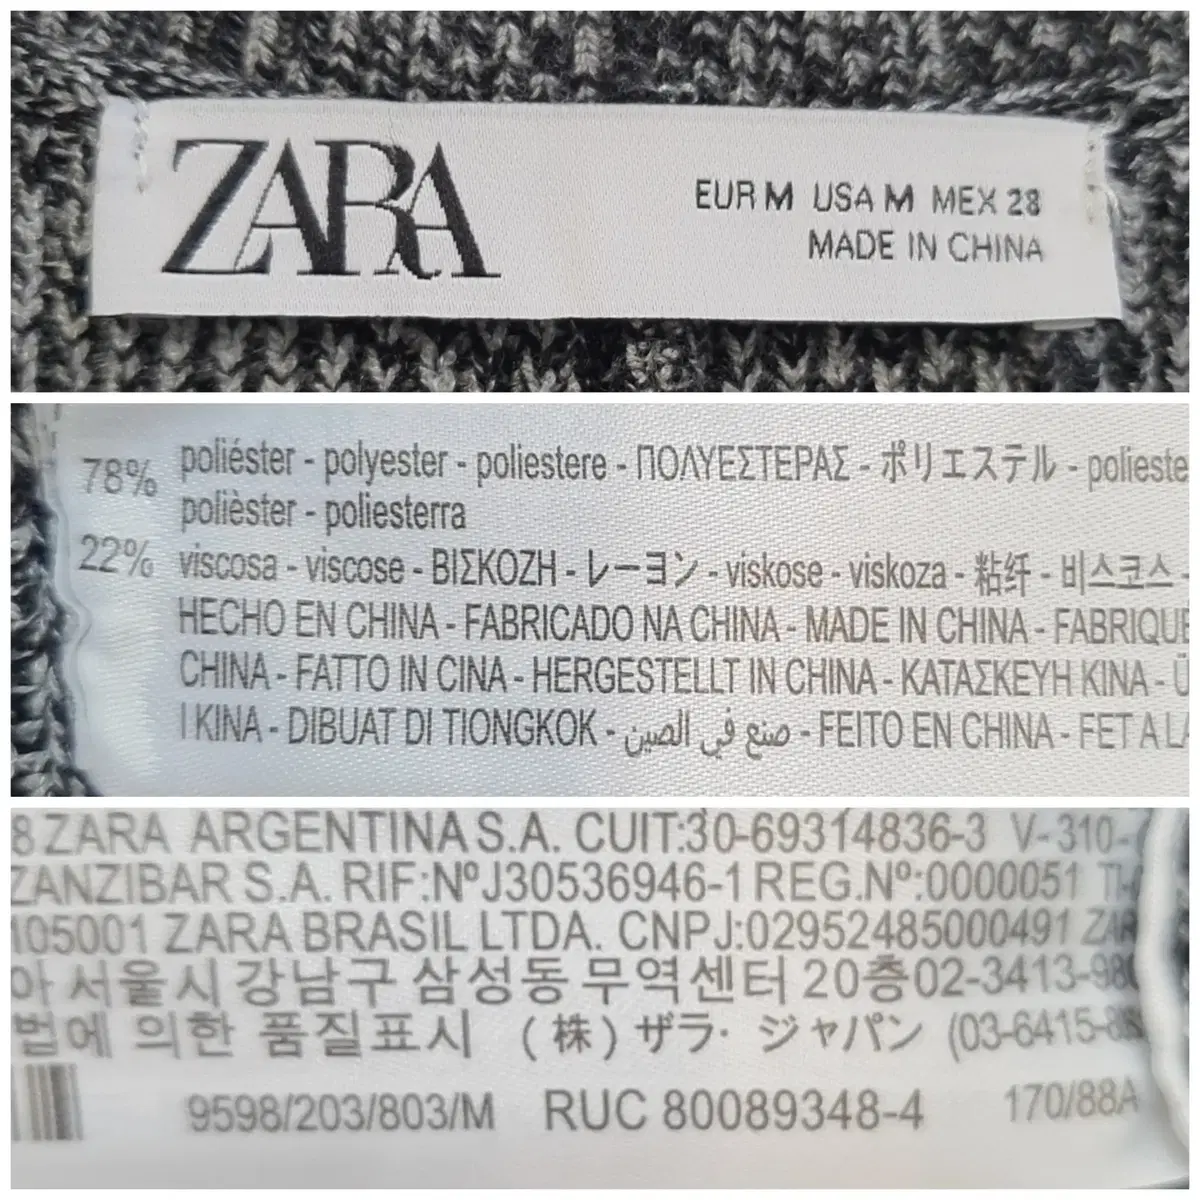 ZARA
EUR M USA M MEX 28
MADE IN CHINA
78% poliéster - polyester - poliestere - ΠΟΛΥΕΣΤΕΡΑΣ - ポリエステル - polieste
polièster - poliesterra
22% viscosa - viscose - ΒΙΣΚΟΖΗ - レーヨン - viskose - viskoza - 粘纤 - 비스코스 -
HECHO EN CHINA - FABRICADO NA CHINA - MADE IN CHINA - FABRIQUÉ
CHINA - FATTO IN CINA - HERGESTELLT IN CHINA - ΚΑΤΑΣΚΕΥΗ ΚΙΝΑ - Ü
I KINA - DIBUAT DI TIONGKOK - صنع في الصين - FEITO EN CHINA - FET A LA
8 ZARA ARGENTINA S.A. CUIT:30-69314836-3 V-310-
ZANZIBAR S.A. RIF:NºJ30536946-1 REG.Nº:0000051 TI-
105001 ZARA BRASIL LTDA. CNPJ:02952485000491 ZAR
아 서울시 강남구 삼성동 무역센터 20층02-3413-980
법에 의한 품질표시 (株) ザラ· ジャパン (03-6415-8
9598/203/803/M RUC 80089348-4 170/88A